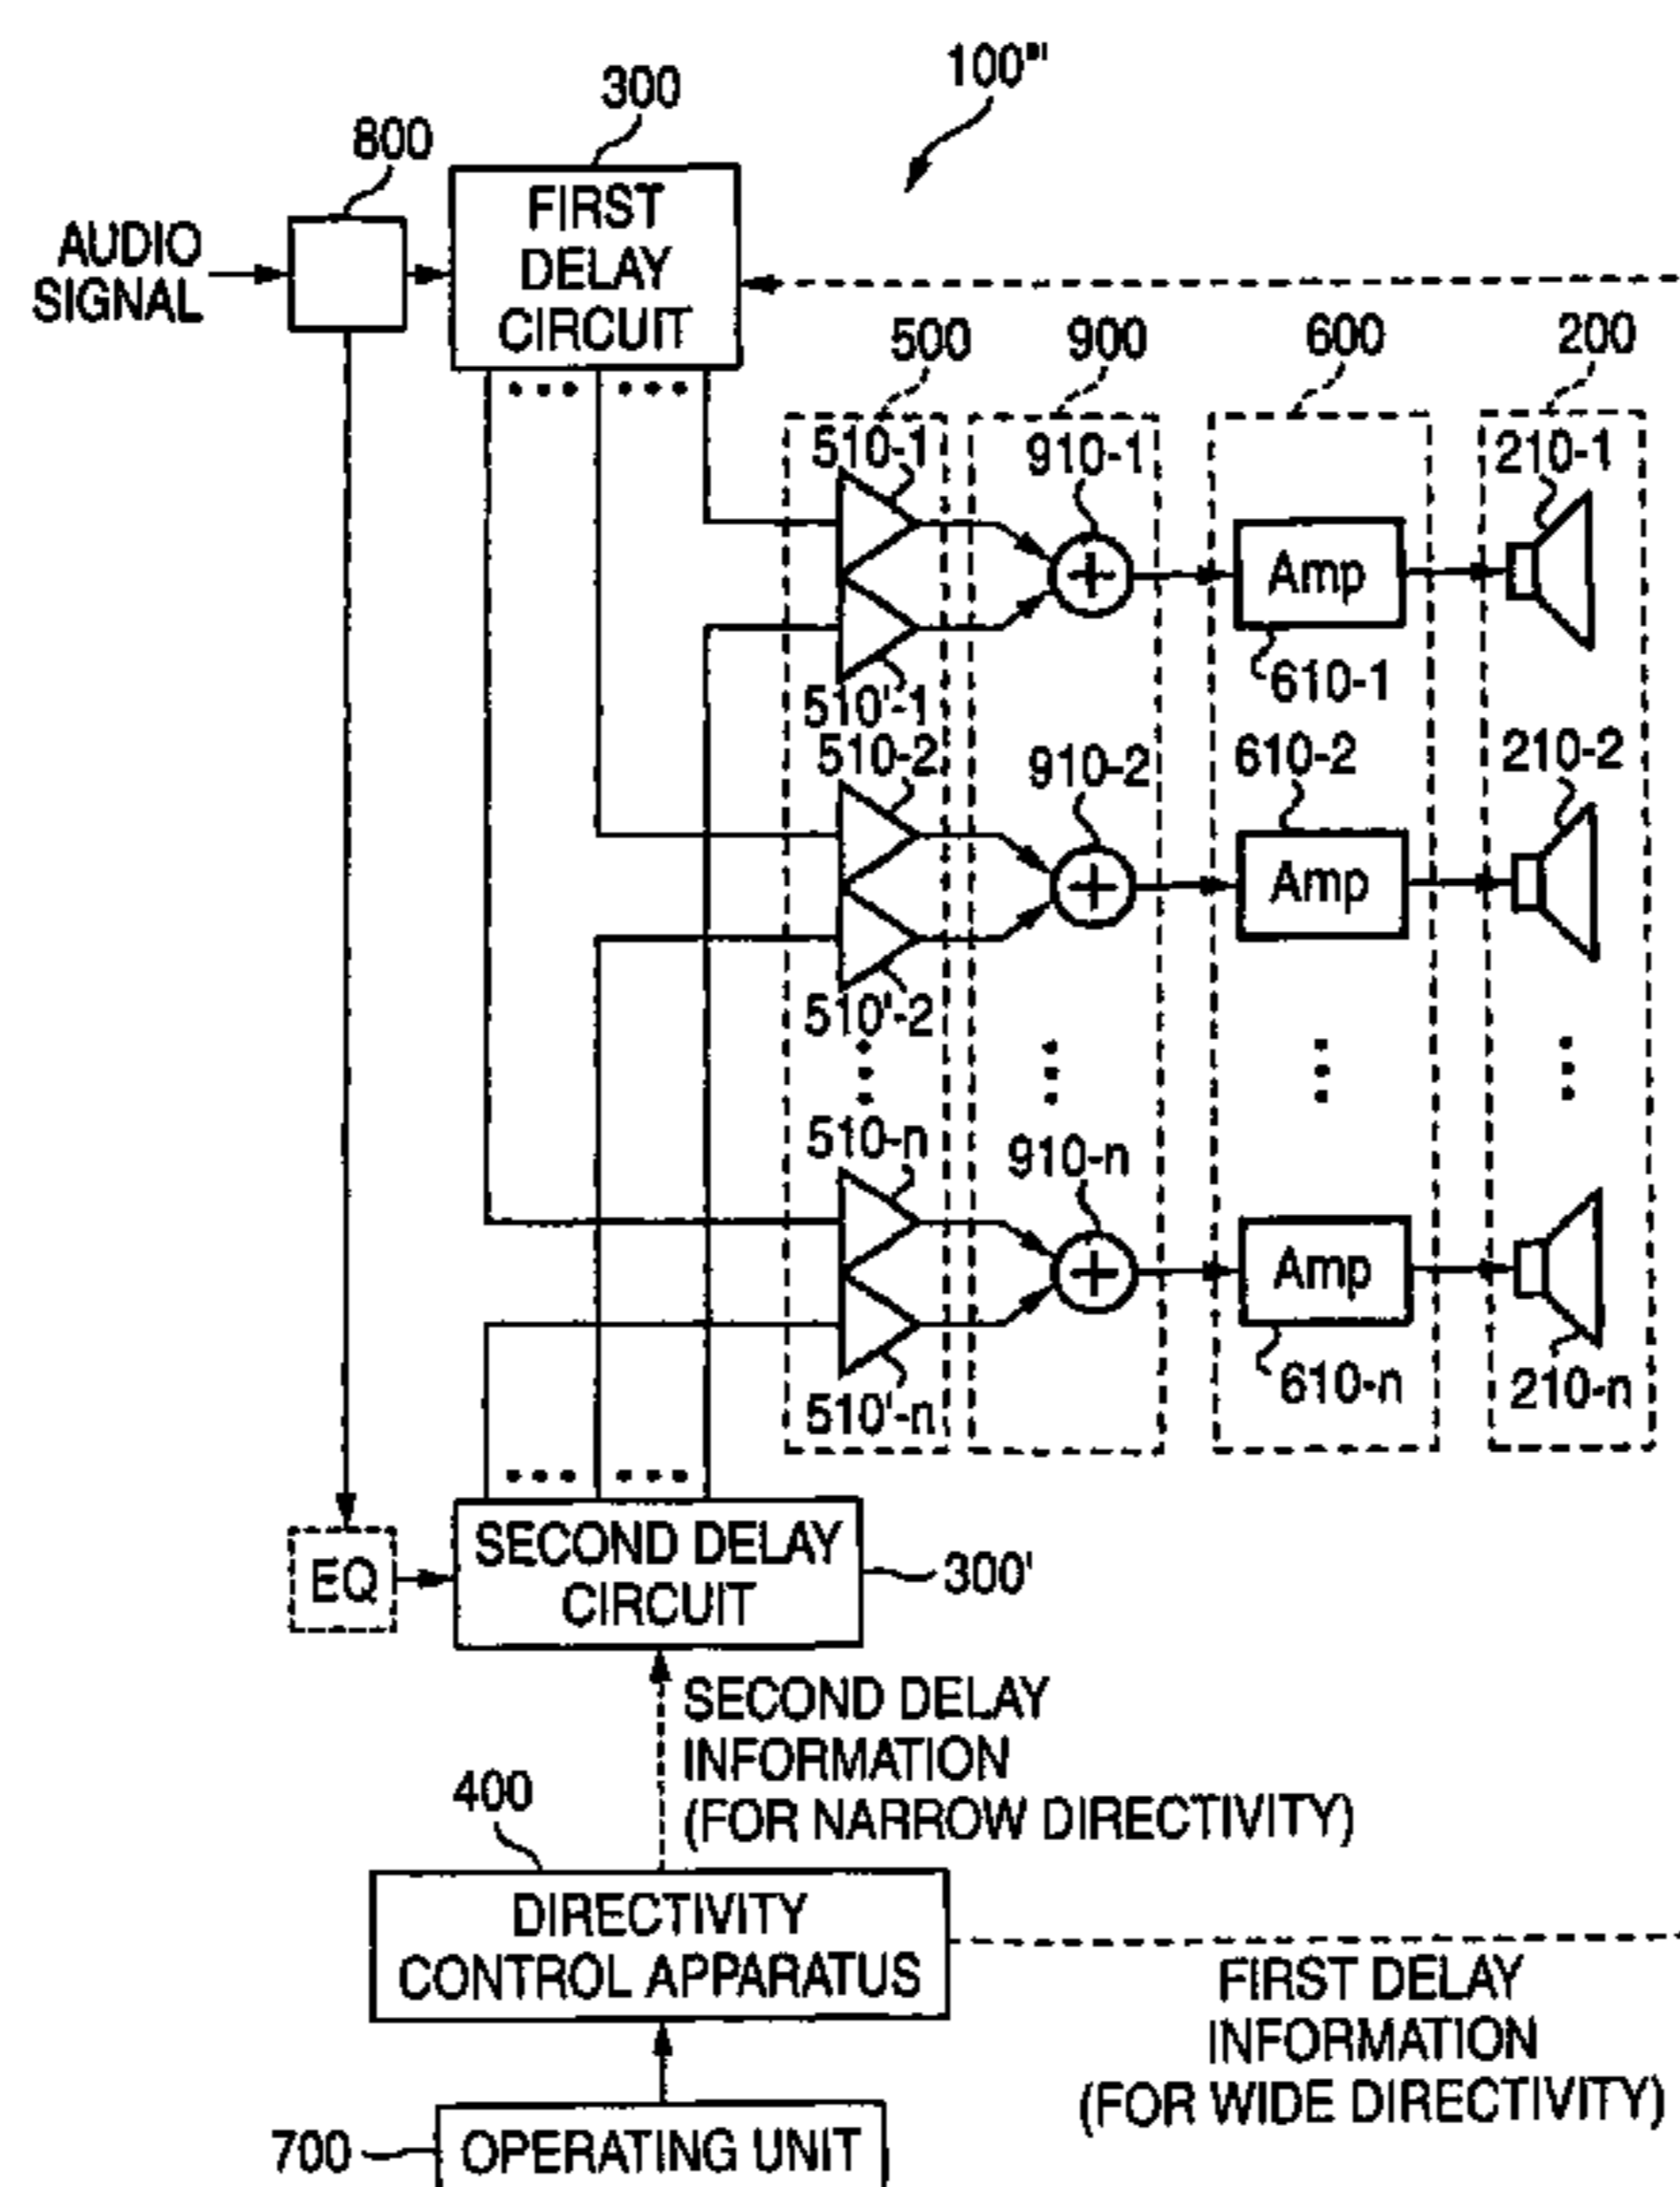 100"'
300
800
FIRST
DELAY
CIRCUIT
AUDIO
SIGNAL
500
900
600
200
510-1
910-1
210-1
+
Amp
510'-1
610-1
510-2
910-2
610-2
210-2
+
Amp
510'-2
510-n
910-n
+
Amp
510'-n
610-n
210-n
SECOND DELAY
CIRCUIT
300'
EQ
SECOND DELAY
INFORMATION
(FOR NARROW DIRECTIVITY)
400
DIRECTIVITY
CONTROL APPARATUS
FIRST DELAY
INFORMATION
(FOR WIDE DIRECTIVITY)
700
OPERATING UNIT